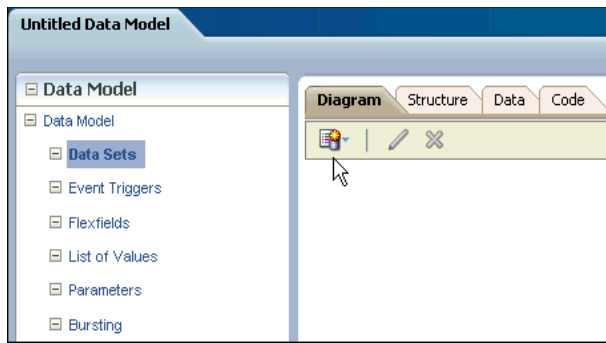 Untitled Data Model
Data Model
Data Model
Data Sets
Event Triggers
Flexfields
List of Values
Parameters
Bursting
Diagram Structure Data Code